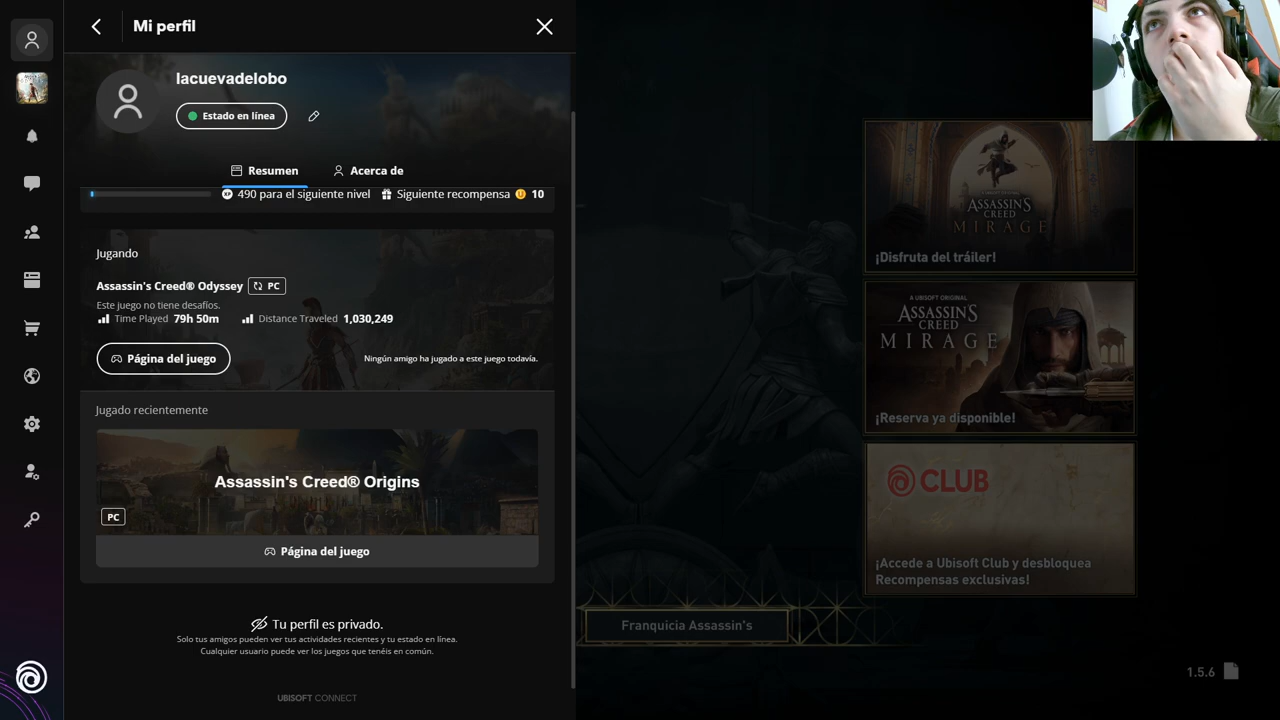 Mi perfil
lacuevadelobo
Estado en línea
Resumen
Acerca de
490 para el siguiente nivel
Siguiente recompensa
10
Jugando
Assassin's Creed® Odyssey
PC
Este juego no tiene desafíos.
Time Played 79h 50m
Distance Traveled 1,030,249
Página del juego
Ningún amigo ha jugado a este juego todavía.
Jugado recientemente
Assassin's Creed® Origins
PC
Página del juego
Tu perfil es privado.
Solo tus amigos pueden ver tus actividades recientes y tu estado en línea.
Cualquier usuario puede ver los juegos que tenéis en común.
UBISOFT CONNECT
ASSASSIN'S
CREED
MIRAGE
¡Disfruta del tráiler!
A UBISOFT ORIGINAL
ASSASSIN'S
CREED
MIRAGE
¡Reserva ya disponible!
CLUB
¡Accede a Ubisoft Club y desbloquea
Recompensas exclusivas!
Franquicia Assassin's
1.5.6